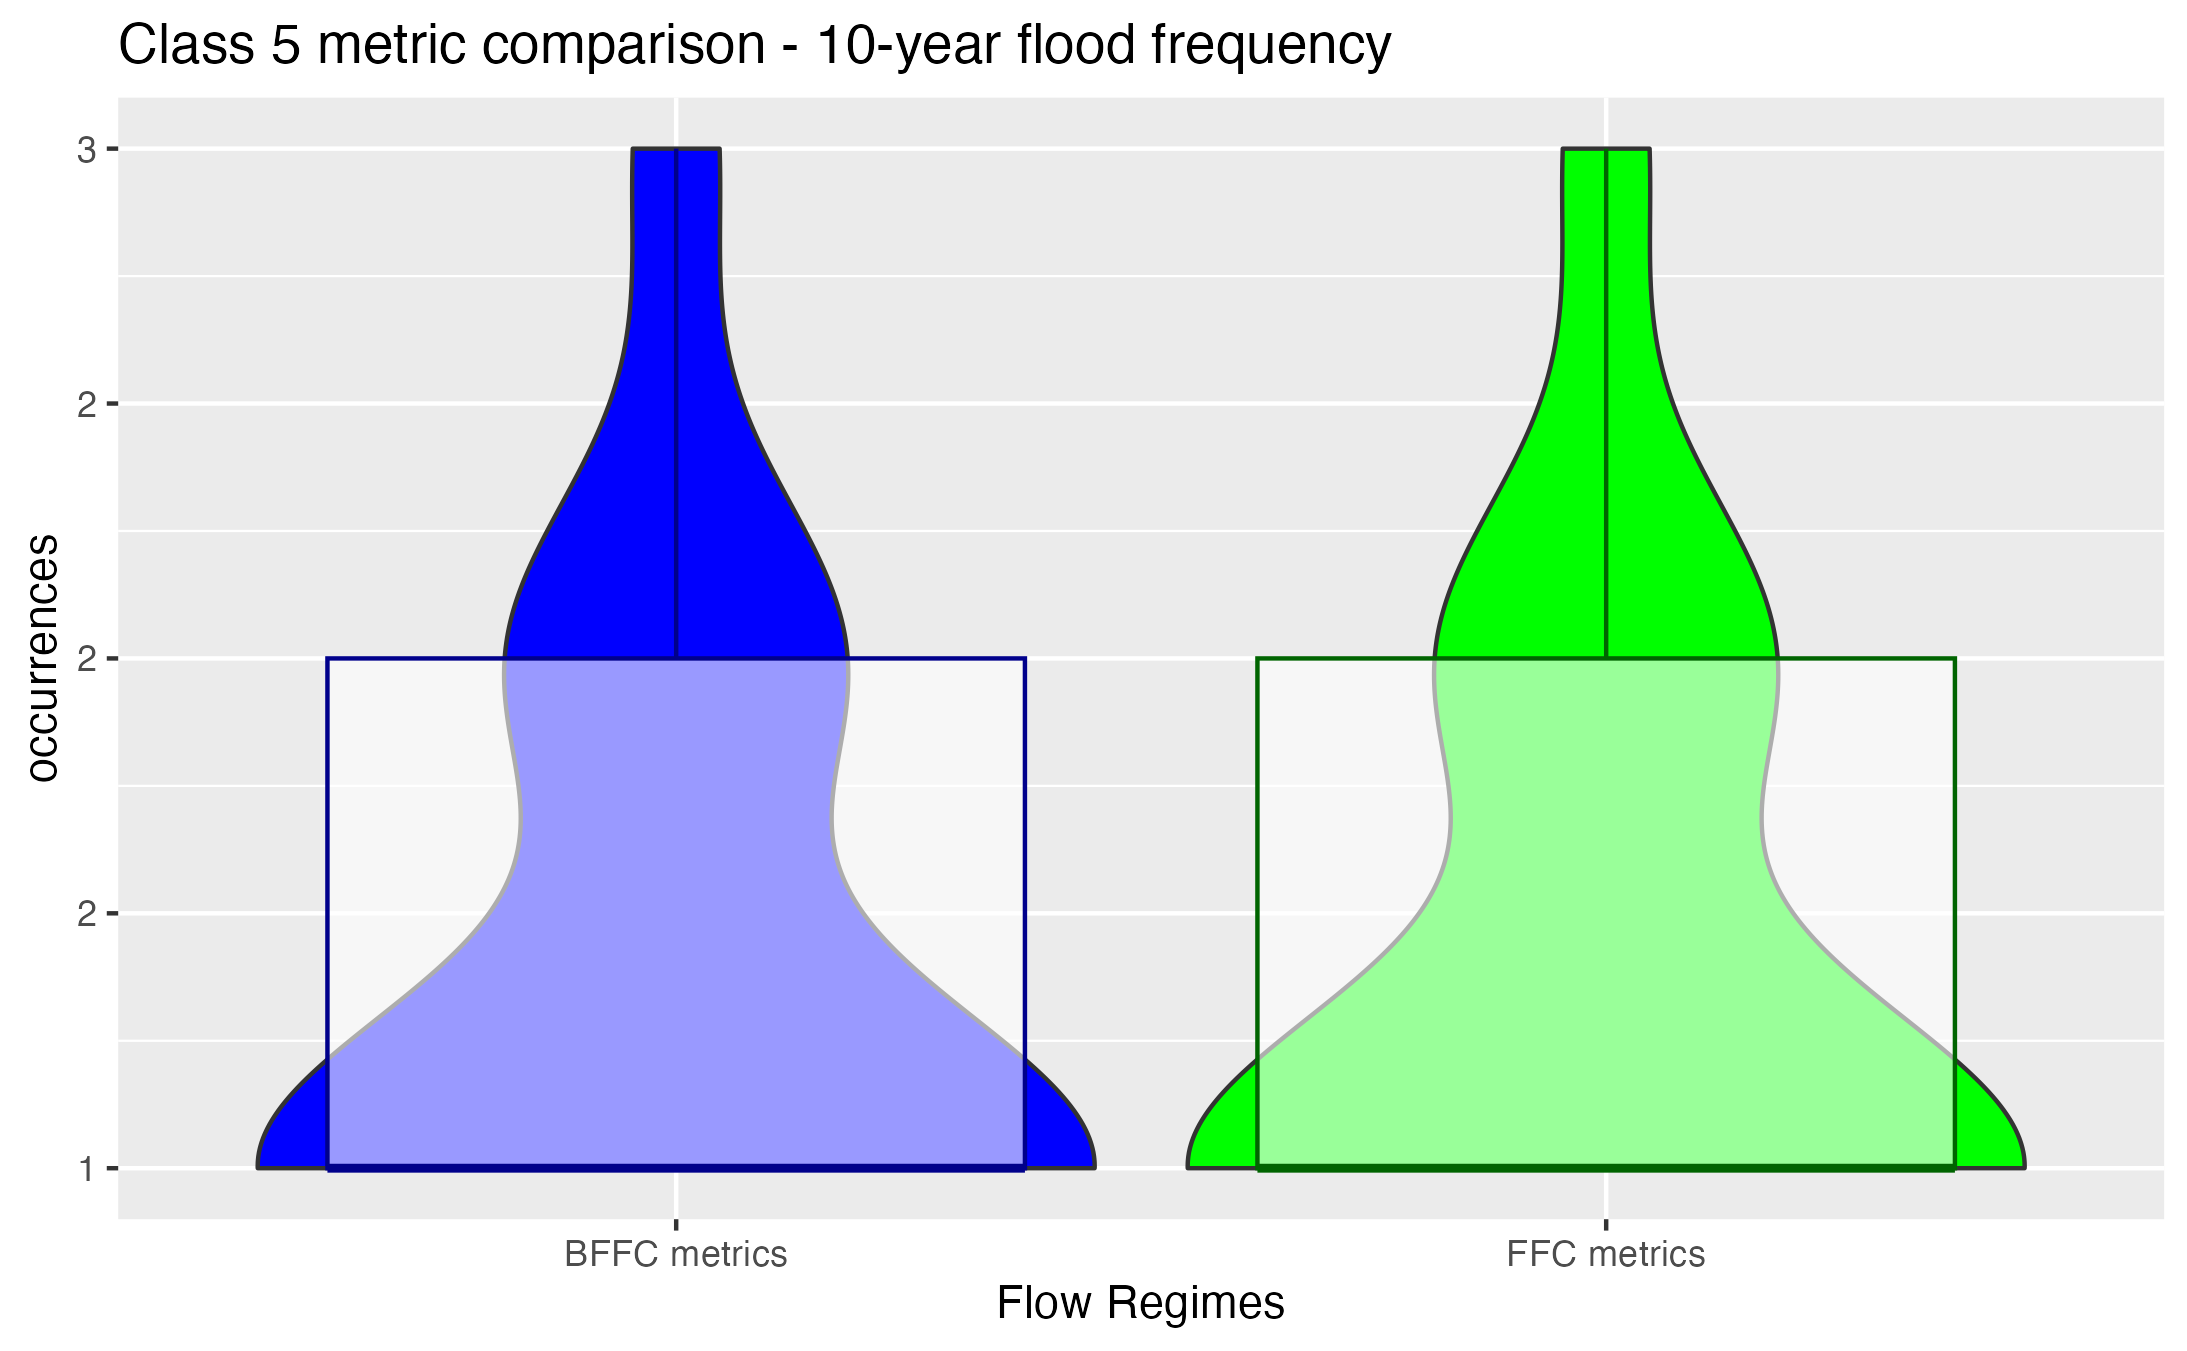 Class 5 metric comparison - 10-year flood frequency
3
2
2
2
1
occurrences
BFFC metrics
FFC metrics
Flow Regimes